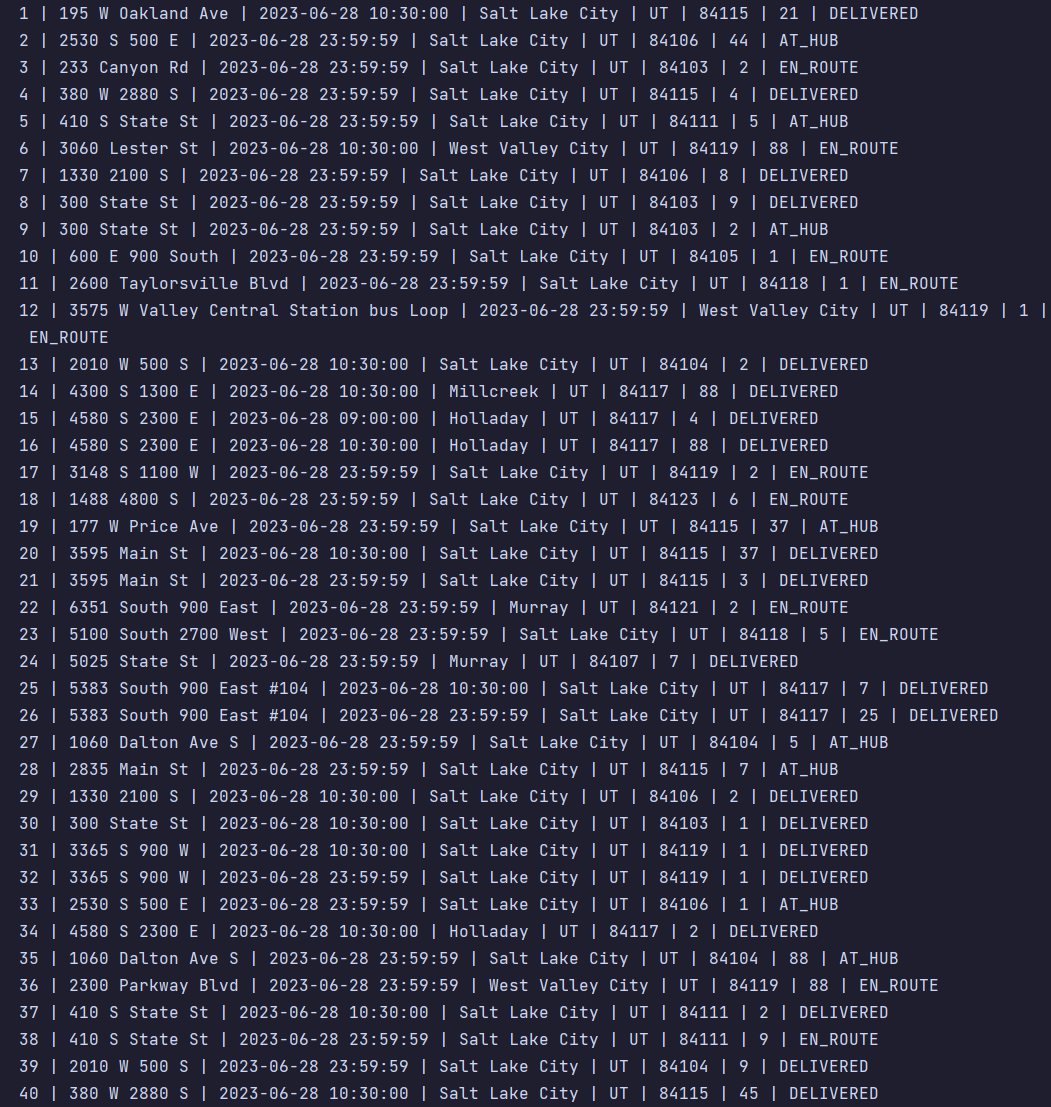 1 | 195 W Oakland Ave | 2023-06-28 10:30:00 | Salt Lake City | UT | 84115 | 21 | DELIVERED
2 | 2530 S 500 E | 2023-06-28 23:59:59 | Salt Lake City | UT | 84106 | 44 | AT_HUB
3 | 233 Canyon Rd | 2023-06-28 23:59:59 | Salt Lake City | UT | 84103 | 2 | EN_ROUTE
4 | 380 W 2880 S | 2023-06-28 23:59:59 | Salt Lake City | UT | 84115 | 4 | DELIVERED
5 | 410 S State St | 2023-06-28 23:59:59 | Salt Lake City | UT | 84111 | 5 | AT_HUB
6 | 3060 Lester St | 2023-06-28 10:30:00 | West Valley City | UT | 84119 | 88 | EN_ROUTE
7 | 1330 2100 S | 2023-06-28 23:59:59 | Salt Lake City | UT | 84106 | 8 | DELIVERED
8 | 300 State St | 2023-06-28 23:59:59 | Salt Lake City | UT | 84103 | 9 | DELIVERED
9 | 300 State St | 2023-06-28 23:59:59 | Salt Lake City | UT | 84103 | 2 | AT_HUB
10 | 600 E 900 South | 2023-06-28 23:59:59 | Salt Lake City | UT | 84105 | 1 | EN_ROUTE
11 | 2600 Taylorsville Blvd | 2023-06-28 23:59:59 | Salt Lake City | UT | 84118 | 1 | EN_ROUTE
12 | 3575 W Valley Central Station bus Loop | 2023-06-28 23:59:59 | West Valley City | UT | 84119 | 1 |
EN_ROUTE
13 | 2010 W 500 S | 2023-06-28 10:30:00 | Salt Lake City | UT | 84104 | 2 | DELIVERED
14 | 4300 S 1300 E | 2023-06-28 10:30:00 | Millcreek | UT | 84117 | 88 | DELIVERED
15 | 4580 S 2300 E | 2023-06-28 09:00:00 | Holladay | UT | 84117 | 4 | DELIVERED
16 | 4580 S 2300 E | 2023-06-28 10:30:00 | Holladay | UT | 84117 | 88 | DELIVERED
17 | 3148 S 1100 W | 2023-06-28 23:59:59 | Salt Lake City | UT | 84119 | 2 | EN_ROUTE
18 | 1488 4800 S | 2023-06-28 23:59:59 | Salt Lake City | UT | 84123 | 6 | EN_ROUTE
19 | 177 W Price Ave | 2023-06-28 23:59:59 | Salt Lake City | UT | 84115 | 37 | AT_HUB
20 | 3595 Main St | 2023-06-28 10:30:00 | Salt Lake City | UT | 84115 | 37 | DELIVERED
21 | 3595 Main St | 2023-06-28 23:59:59 | Salt Lake City | UT | 84115 | 3 | DELIVERED
22 | 6351 South 900 East | 2023-06-28 23:59:59 | Murray | UT | 84121 | 2 | EN_ROUTE
23 | 5100 South 2700 West | 2023-06-28 23:59:59 | Salt Lake City | UT | 84118 | 5 | EN_ROUTE
24 | 5025 State St | 2023-06-28 23:59:59 | Murray | UT | 84107 | 7 | DELIVERED
25 | 5383 South 900 East #104 | 2023-06-28 10:30:00 | Salt Lake City | UT | 84117 | 7 | DELIVERED
26 | 5383 South 900 East #104 | 2023-06-28 23:59:59 | Salt Lake City | UT | 84117 | 25 | DELIVERED
27 | 1060 Dalton Ave S | 2023-06-28 23:59:59 | Salt Lake City | UT | 84104 | 5 | AT_HUB
28 | 2835 Main St | 2023-06-28 23:59:59 | Salt Lake City | UT | 84115 | 7 | AT_HUB
29 | 1330 2100 S | 2023-06-28 10:30:00 | Salt Lake City | UT | 84106 | 2 | DELIVERED
30 | 300 State St | 2023-06-28 10:30:00 | Salt Lake City | UT | 84103 | 1 | DELIVERED
31 | 3365 S 900 W | 2023-06-28 10:30:00 | Salt Lake City | UT | 84119 | 1 | DELIVERED
32 | 3365 S 900 W | 2023-06-28 23:59:59 | Salt Lake City | UT | 84119 | 1 | DELIVERED
33 | 2530 S 500 E | 2023-06-28 23:59:59 | Salt Lake City | UT | 84106 | 1 | AT_HUB
34 | 4580 S 2300 E | 2023-06-28 10:30:00 | Holladay | UT | 84117 | 2 | DELIVERED
35 | 1060 Dalton Ave S | 2023-06-28 23:59:59 | Salt Lake City | UT | 84104 | 88 | AT_HUB
36 | 2300 Parkway Blvd | 2023-06-28 23:59:59 | West Valley City | UT | 84119 | 88 | EN_ROUTE
37 | 410 S State St | 2023-06-28 10:30:00 | Salt Lake City | UT | 84111 | 2 | DELIVERED
38 | 410 S State St | 2023-06-28 23:59:59 | Salt Lake City | UT | 84111 | 9 | EN_ROUTE
39 | 2010 W 500 S | 2023-06-28 23:59:59 | Salt Lake City | UT | 84104 | 9 | DELIVERED
40 | 380 W 2880 S | 2023-06-28 10:30:00 | Salt Lake City | UT | 84115 | 45 | DELIVERED